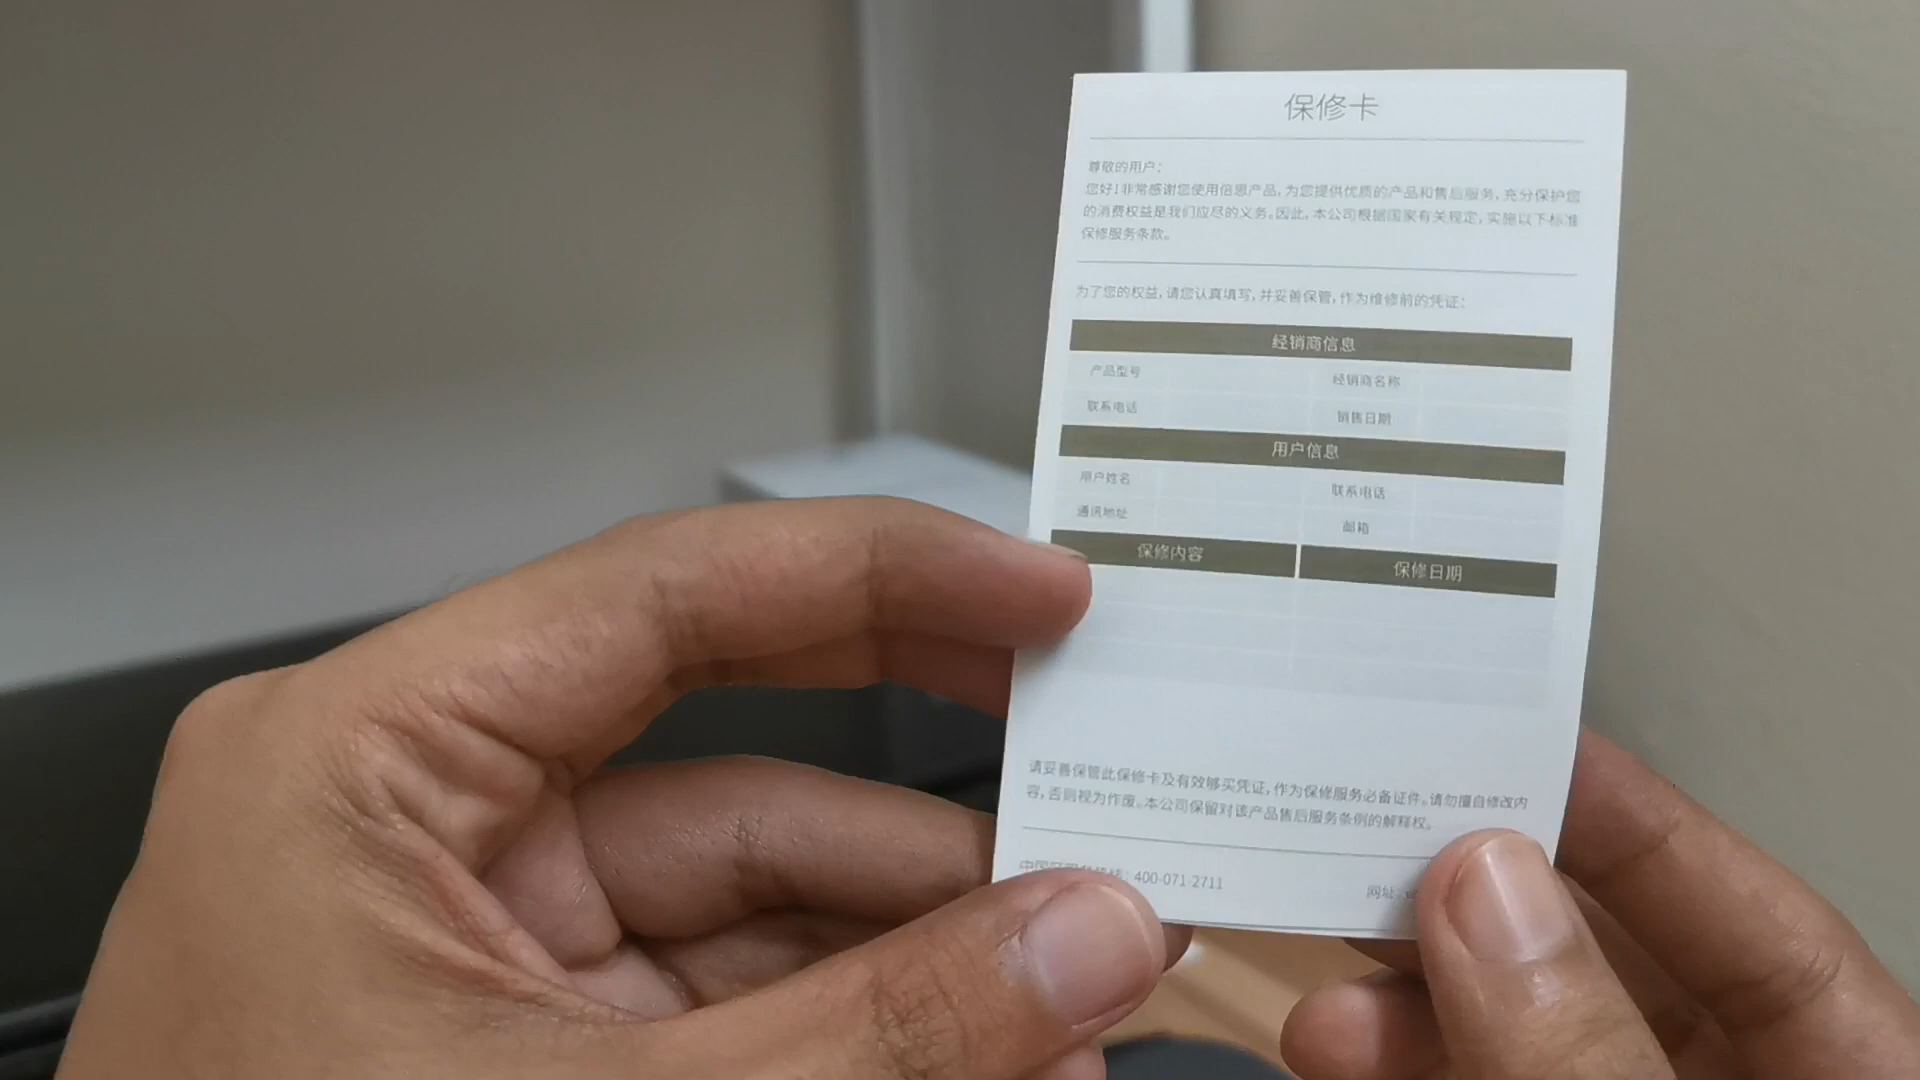 保修卡
尊敬的用户:
您好!非常感谢您使用倍思产品,为您提供优质的产品和售后服务,充分保护您
的消费权益是我们应尽的义务。因此,本公司根据国家有关规定,实施以下标准
保修服务条款。
为了您的权益,请您认真填写,并妥善保管,作为维修前的凭证:
经销商信息
产品型号 经销商名称
联系电话 销售日期
用户信息
用户姓名 联系电话
通讯地址 邮箱
保修内容 保修日期
请妥善保管此保修卡及有效够买凭证,作为保修服务必备证件。请勿擅自修改内
容,否则视为作废。本公司保留对该产品售后服务条例的解释权。
中国区 : 400-071-2711 网址: